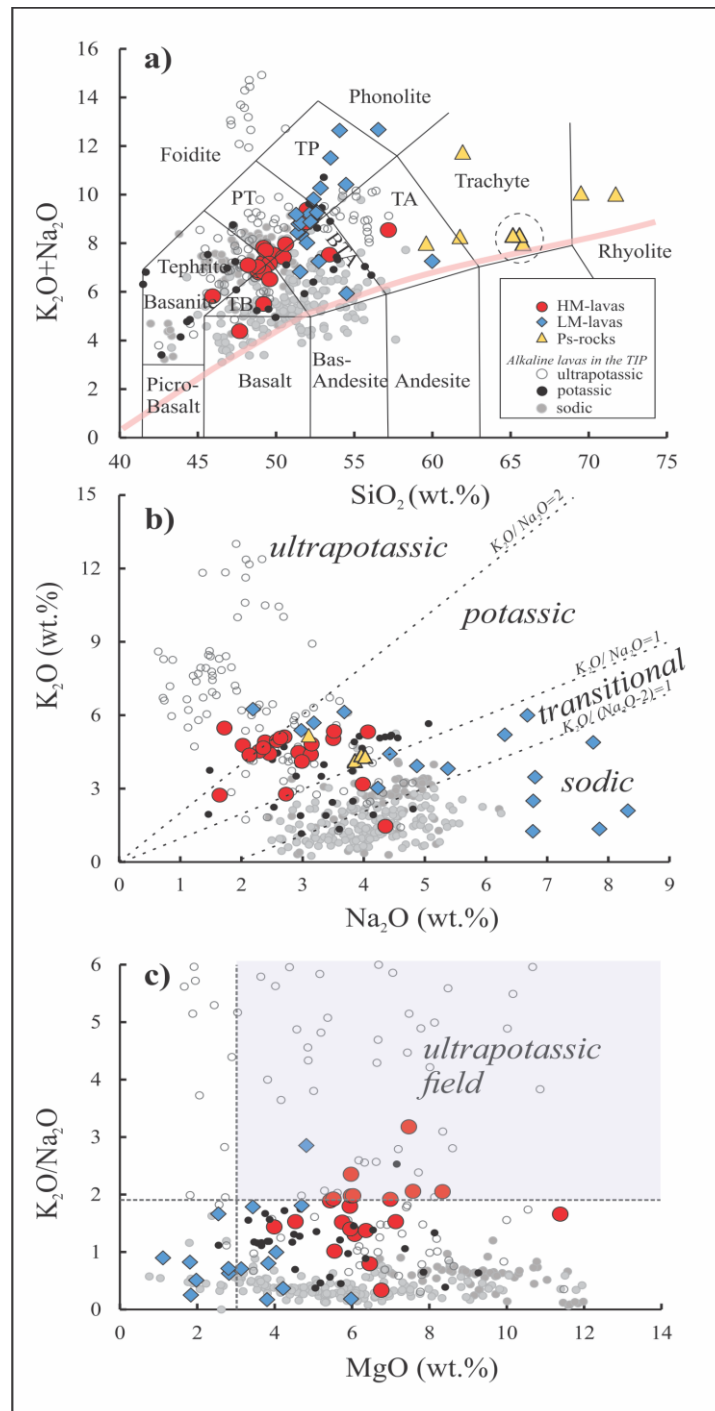 a)
16
14
12
10
8
6
4
2
0
K₂O+Na₂O
Phonolite
Foidite
TP
PT
TA
Trachyte
BTA
Tephrite
Basanite
TB
Rhyolite
Picro-
Basalt
Basalt
Bas-
Andesite
Andesite
HM-lavas
LM-lavas
Ps-rocks
Alkaline lavas in the TIP
ultrapotassic
potassic
sodic
40 45 50 55 60 65 70 75
SiO₂ (wt.%)
b)
15
12
9
6
3
0
K₂O (wt.%)
ultrapotassic
K₂O/ Na₂O=2
potassic
K₂O/ Na₂O=1
transitional
K₂O/ (Na₂O-2)=1
sodic
0 1 2 3 4 5 6 7 8 9
Na₂O (wt.%)
c)
6
5
4
3
2
1
0
K₂O/Na₂O
ultrapotassic
field
0 2 4 6 8 10 12 14
MgO (wt.%)